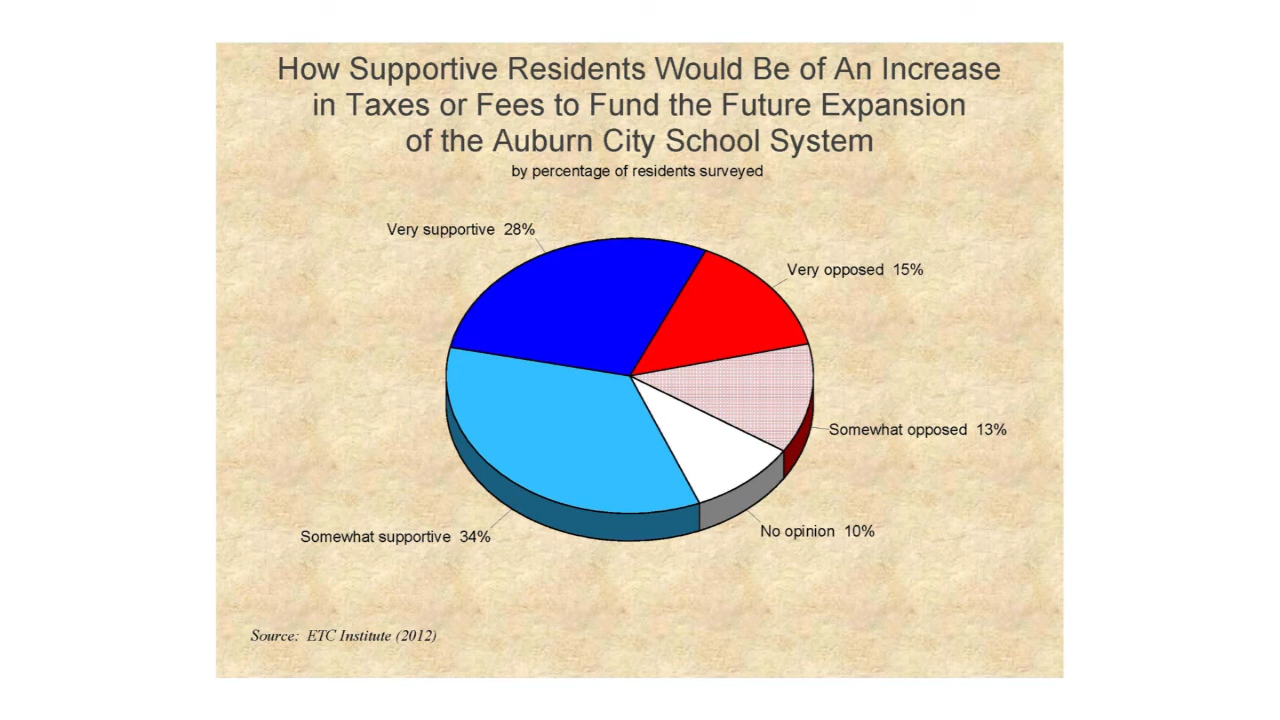 How Supportive Residents Would Be of An Increase
in Taxes or Fees to Fund the Future Expansion
of the Auburn City School System
by percentage of residents surveyed
Very supportive 28%
Very opposed 15%
Somewhat opposed 13%
No opinion 10%
Somewhat supportive 34%
Source: ETC Institute (2012)